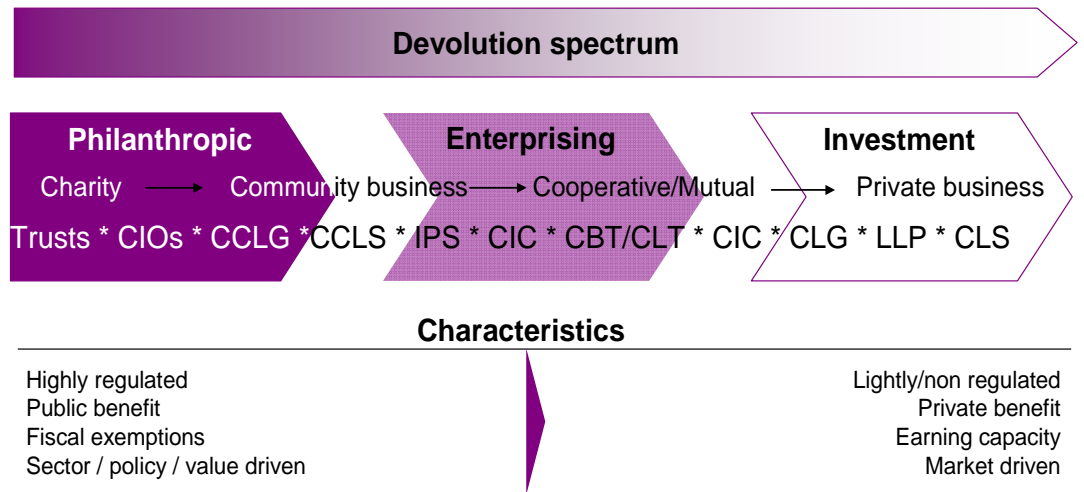 Devolution spectrum
Philanthropic Enterprising Investment
Charity Community business Cooperative/Mutual Private business
Trusts * CIOs * CCLG *CCLS * IPS * CIC * CBT/CLT * CIC * CLG * LLP * CLS
Characteristics
Highly regulated
Public benefit
Fiscal exemptions
Sector / policy / value driven
Lightly/non regulated
Private benefit
Earning capacity
Market driven